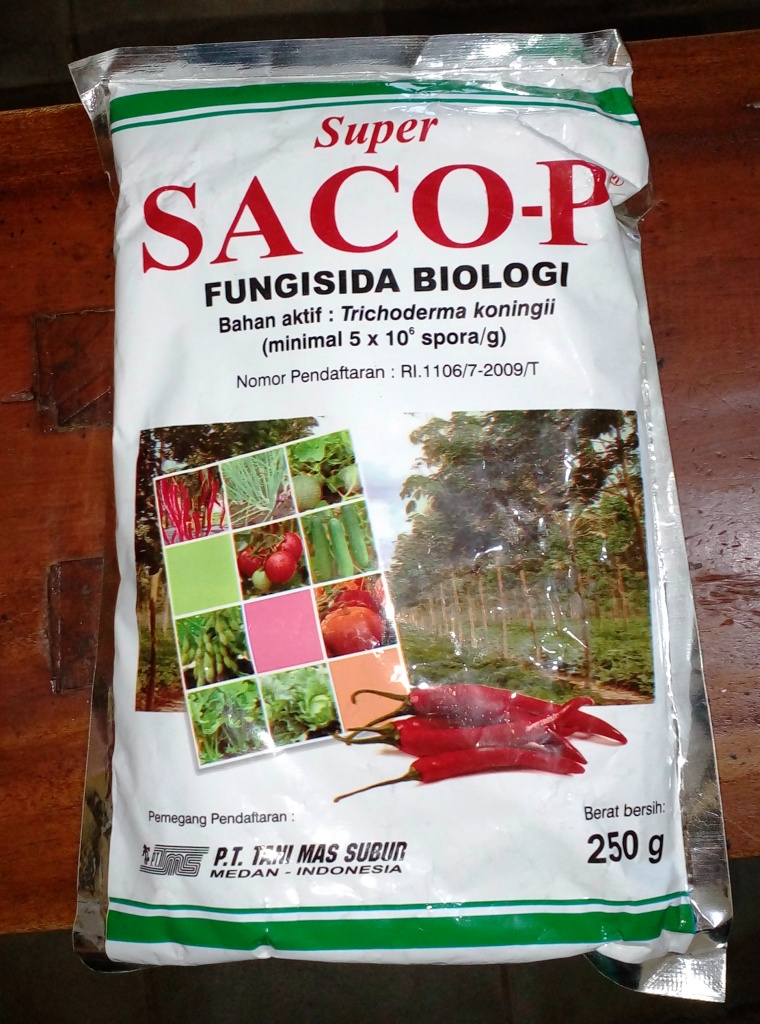 Super
SACO-P®
FUNGISIDA BIOLOGI
Bahan aktif : Trichoderma koningii
(minimal 5 x 10⁶ spora/g)
Nomor Pendaftaran : RI.1106/7-2009/T
Pemegang Pendaftaran :
TMS P.T. TANI MAS SUBUR
MEDAN - INDONESIA
Berat bersih:
250 g